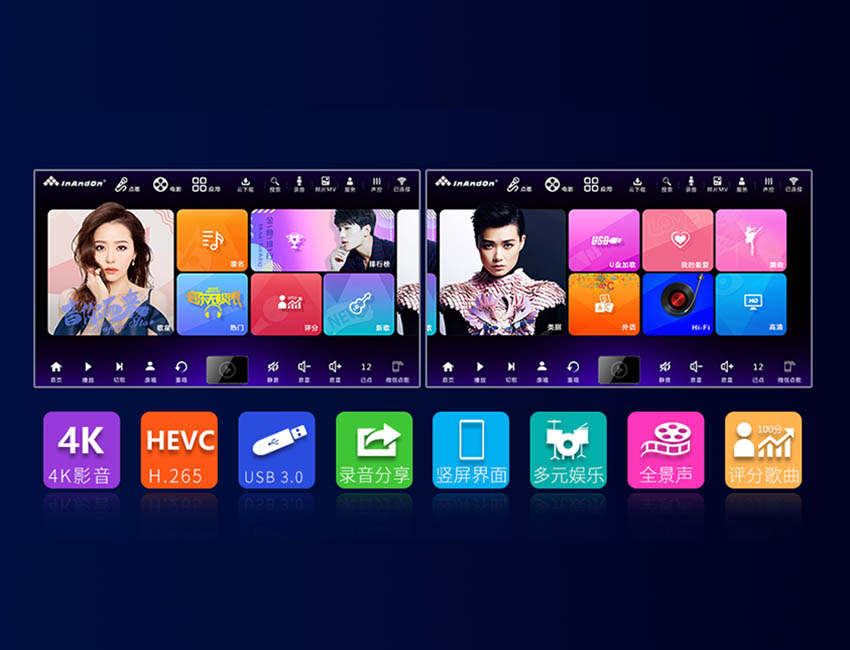 InAndOn® 点歌 电影 应用 云下载 搜索 录音 照片MV 服务 声控 已连接
歌星
歌名
排行榜
热门
评分
新歌
NEW
首页 播放 切歌 原唱 重唱 静音 音量 音量 12 已点 微信点歌
InAndOn® 点歌 电影 应用 云下载 搜索 录音 照片MV 服务 声控 已连接
类别
USB
U盘加歌
我的最爱
舞曲
外语
Hi-Fi
HD
高清
首页 播放 切歌 原唱 重唱 静音 音量 音量 12 已点 微信点歌
4K
4K影音
HEVC
H.265
USB 3.0
录音分享
竖屏界面
多元娱乐
全景声
100分
评分歌曲